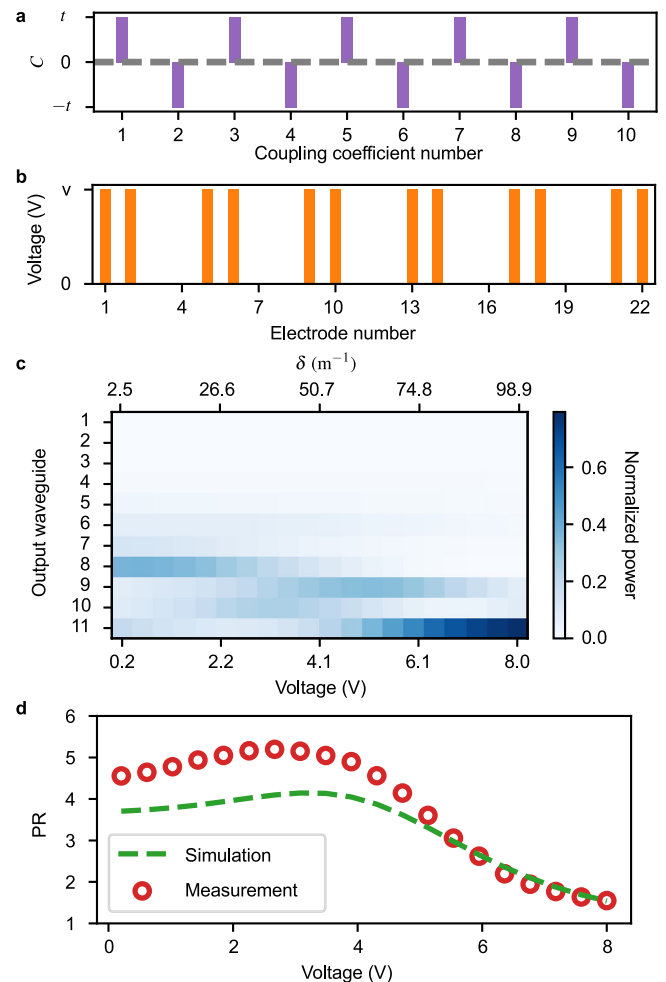 a
t
0
−t
C
1 2 3 4 5 6 7 8 9 10
Coupling coefficient number
b
v
0
Voltage (V)
1 4 7 10 13 16 19 22
Electrode number
c
δ (m⁻¹)
2.5 26.6 50.7 74.8 98.9
1
2
3
4
5
6
7
8
9
10
11
Output waveguide
0.2 2.2 4.1 6.1 8.0
Voltage (V)
0.6
0.4
0.2
0.0
Normalized power
d
6
5
4
3
2
1
PR
Simulation
Measurement
0 2 4 6 8
Voltage (V)